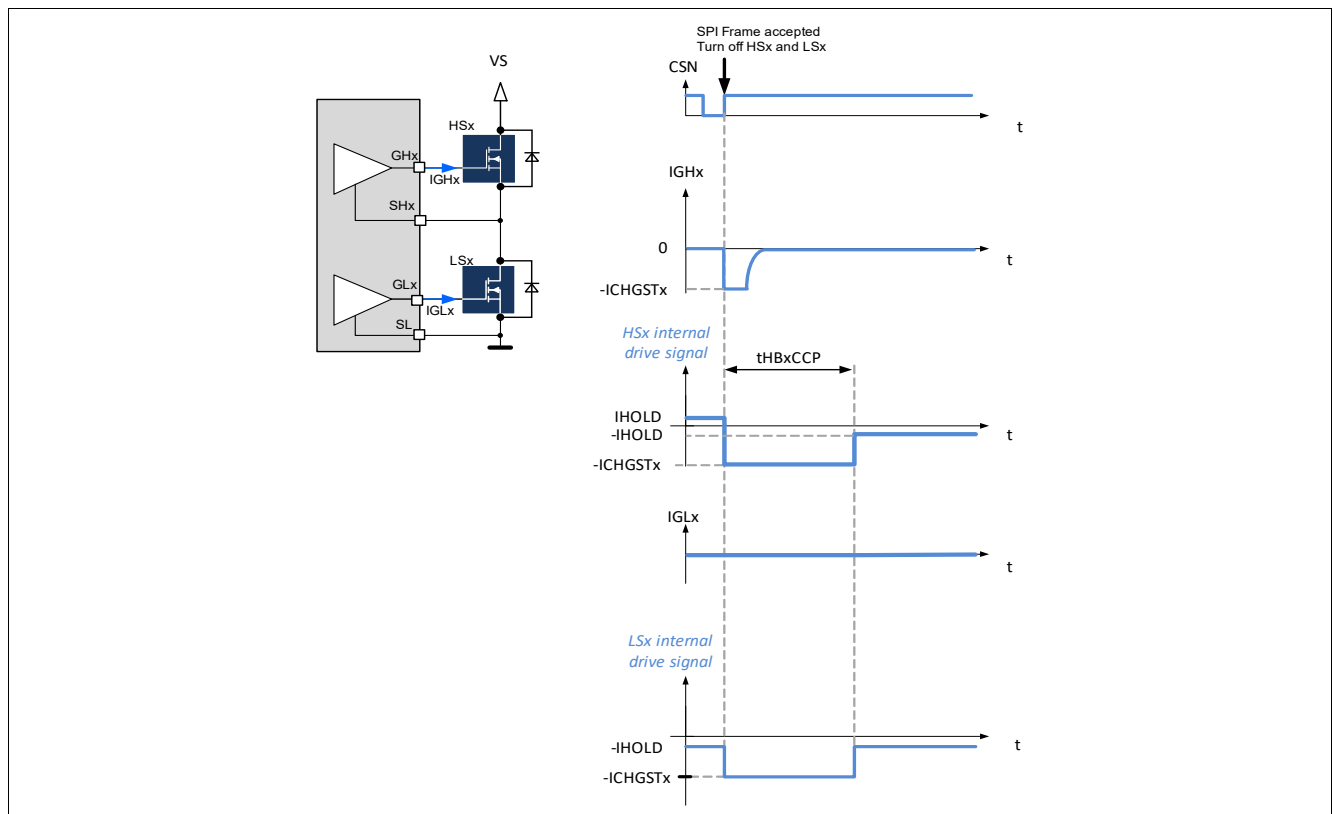 SPI Frame accepted
Turn off HSx and LSx
VS
CSN
t
HSx
GHx
IGHx
SHx
LSx
GLx
IGLx
SL
IGHx
0
t
-ICHGSTx
HSx internal
drive signal
tHBxCCP
IHOLD
-IHOLD
t
-ICHGSTx
IGLx
t
LSx internal
drive signal
-IHOLD
t
-ICHGSTx